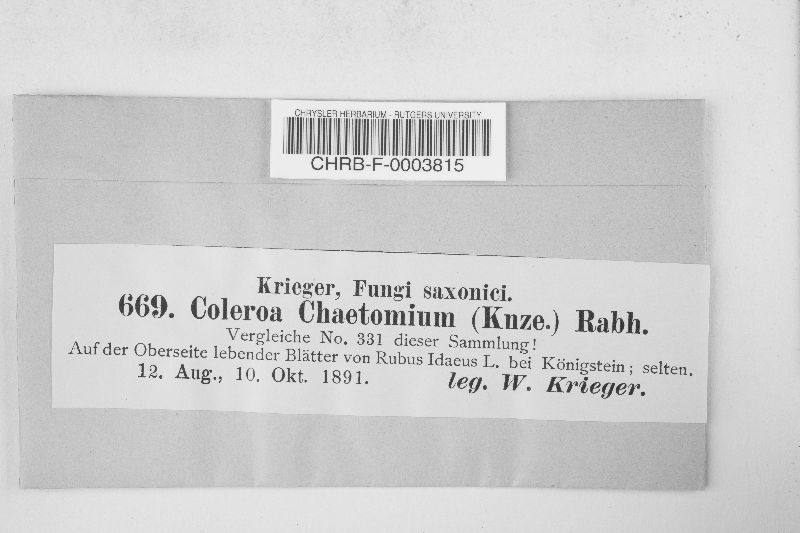 CHRYSLER HERBARIUM - RUTGERS UNIVERSITY
CHRB-F-0003815
Krieger, Fungi saxonici.
669. Coleroa Chaetomium (Knze.) Rabh.
Vergleiche No. 331 dieser Sammlung!
Auf der Oberseite lebender Blätter von Rubus Idaeus L. bei Königstein; selten.
12. Aug., 10. Okt. 1891. leg. W. Krieger.